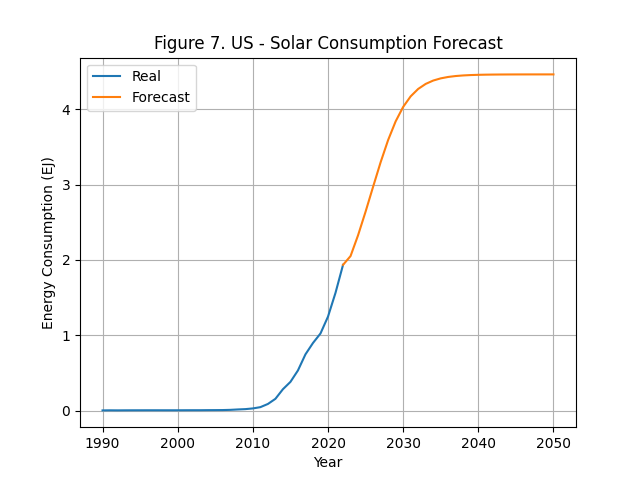 Figure 7. US - Solar Consumption Forecast
Real
Forecast
Energy Consumption (EJ)
4
3
2
1
0
1990 2000 2010 2020 2030 2040 2050
Year